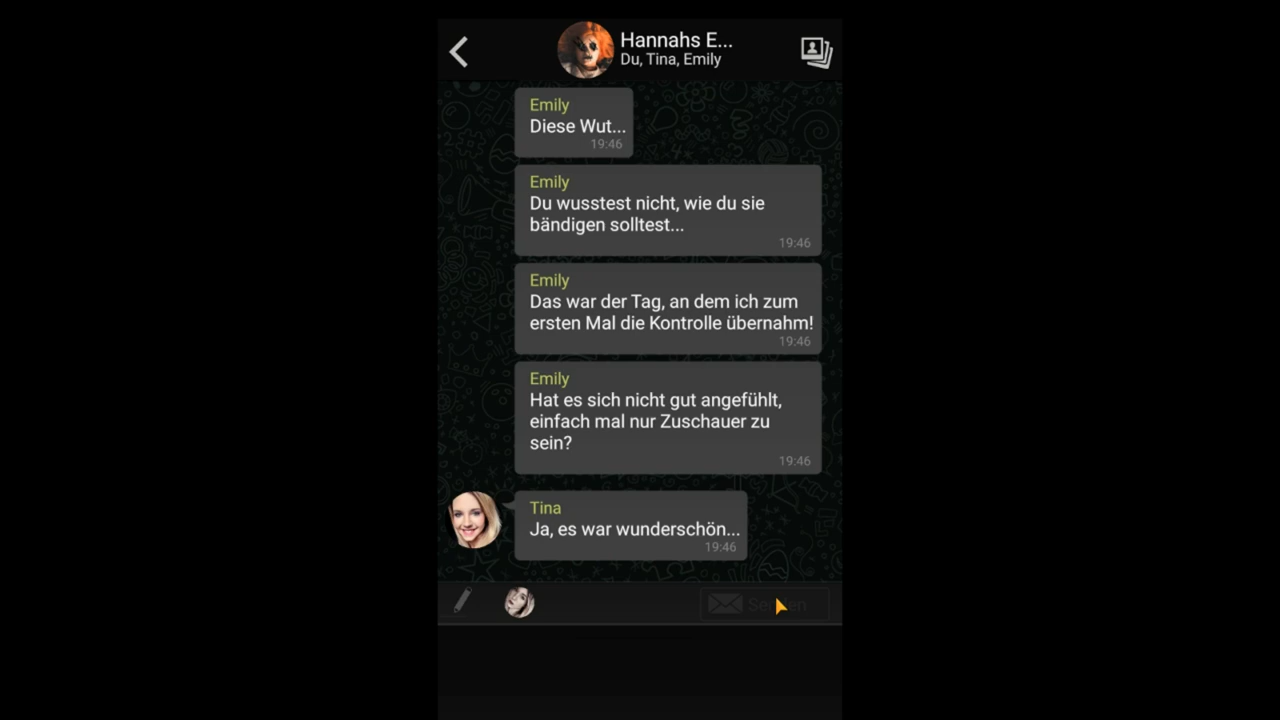 Hannahs E...
Du, Tina, Emily
Emily
Diese Wut...
19:46
Emily
Du wusstest nicht, wie du sie
bändigen solltest...
19:46
Emily
Das war der Tag, an dem ich zum
ersten Mal die Kontrolle übernahm!
19:46
Emily
Hat es sich nicht gut angefühlt,
einfach mal nur Zuschauer zu
sein?
19:46
Tina
Ja, es war wunderschön...
19:46
Senden